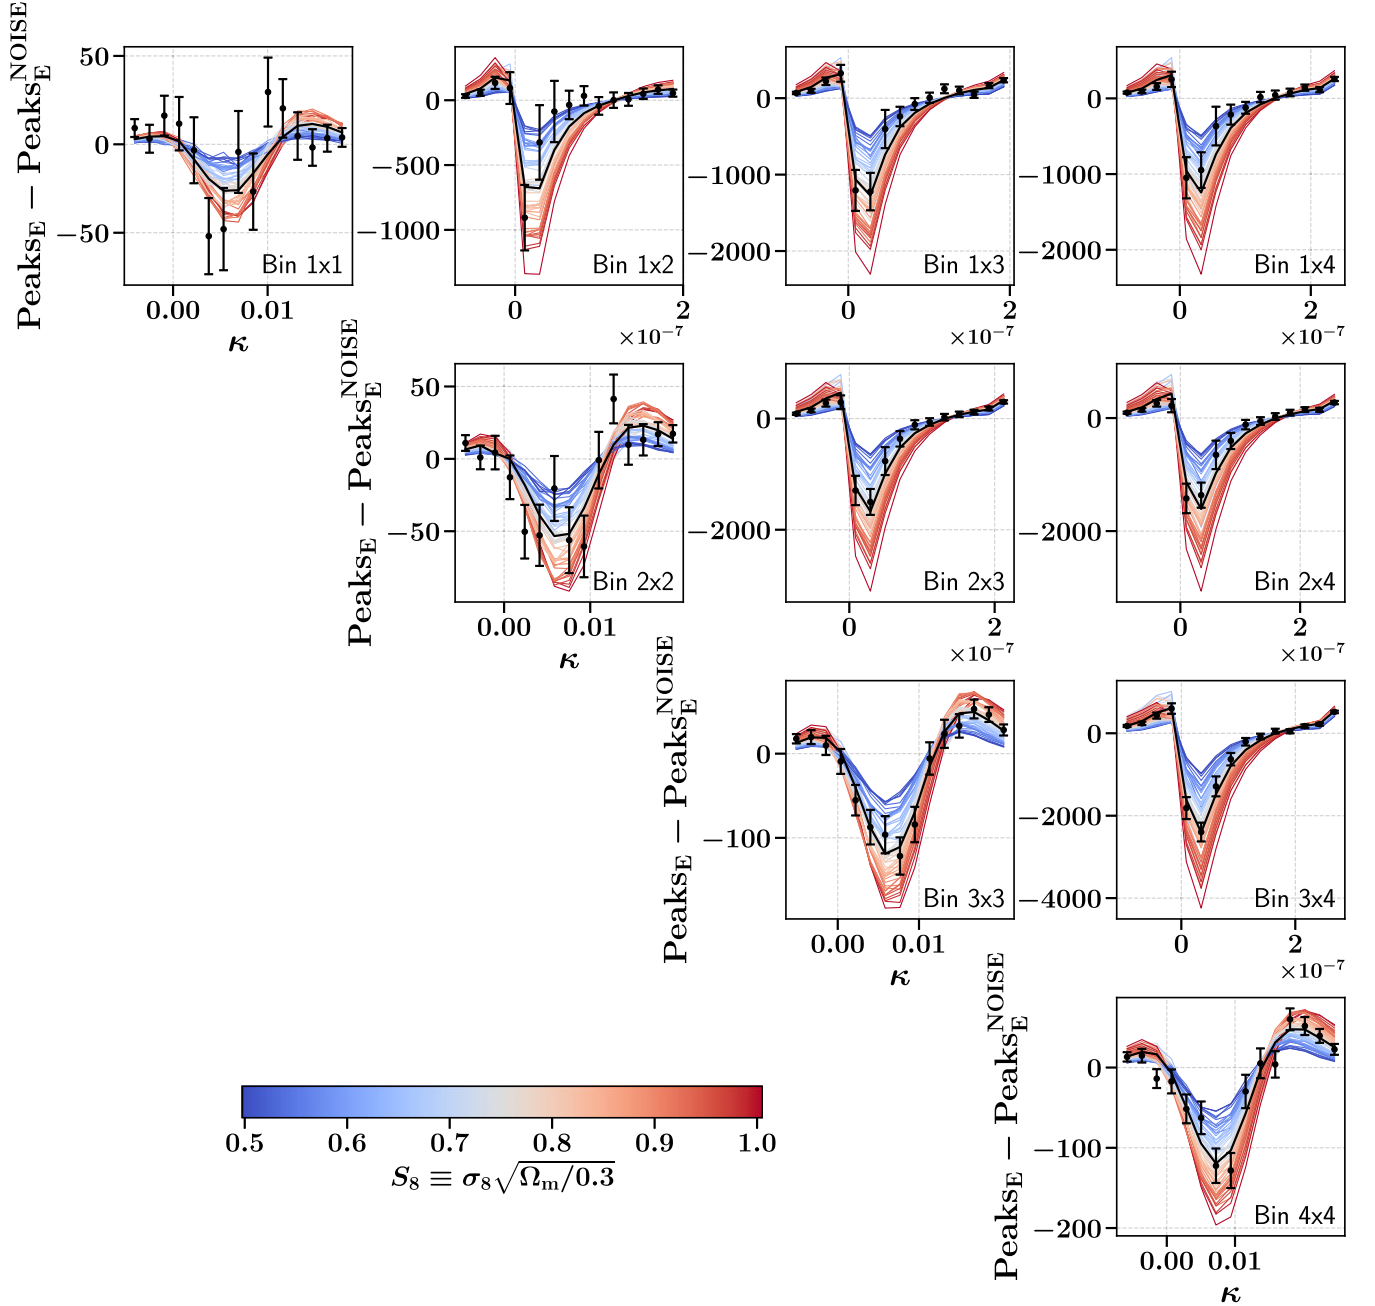 Peaks_E − Peaks_E^NOISE
50
0
−50
Bin 1x1
0.00 0.01
κ
0
−500
−1000
Bin 1x2
0 2
×10⁻⁷
0
−1000
−2000
Bin 1x3
0 2
×10⁻⁷
0
−1000
−2000
Bin 1x4
0 2
×10⁻⁷
Peaks_E − Peaks_E^NOISE
50
0
−50
Bin 2x2
0.00 0.01
κ
0
−2000
Bin 2x3
0 2
×10⁻⁷
0
−2000
Bin 2x4
0 2
×10⁻⁷
Peaks_E − Peaks_E^NOISE
0
−100
Bin 3x3
0.00 0.01
κ
0
−2000
−4000
Bin 3x4
0 2
×10⁻⁷
Peaks_E − Peaks_E^NOISE
0
−100
−200
Bin 4x4
0.00 0.01
κ
0.5 0.6 0.7 0.8 0.9 1.0
S₈ ≡ σ₈√Ωₘ/0.3